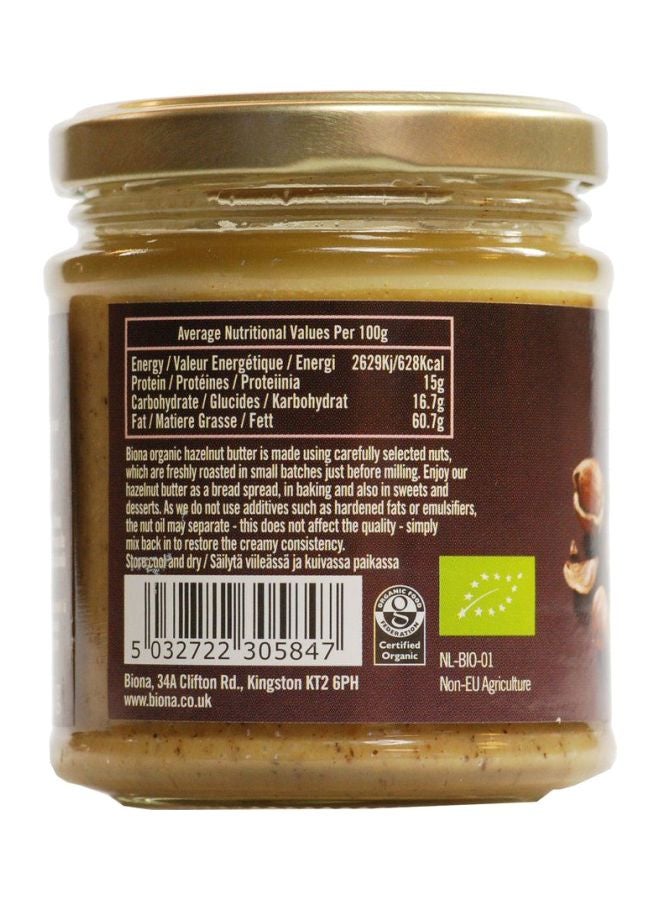 Average Nutritional Values Per 100g
Energy / Valeur Energétique / Energi 2629Kj/628Kcal
Protein / Protéines / Proteiinia 15g
Carbohydrate / Glucides / Karbohydrat 16.7g
Fat / Matiere Grasse / Fett 60.7g
Biona organic hazelnut butter is made using carefully selected nuts,
which are freshly roasted in small batches just before milling. Enjoy our
hazelnut butter as a bread spread, in baking and also in sweets and
desserts. As we do not use additives such as hardened fats or emulsifiers,
the nut oil may separate - this does not affect the quality - simply
mix back in to restore the creamy consistency.
Store cool and dry / Säilytä viileässä ja kuivassa paikassa
5 032722 305847
ORGANIC FOOD
FEDERATION
Certified
Organic
NL-BIO-01
Non-EU Agriculture
Biona, 34A Clifton Rd., Kingston KT2 6PH
www.biona.co.uk